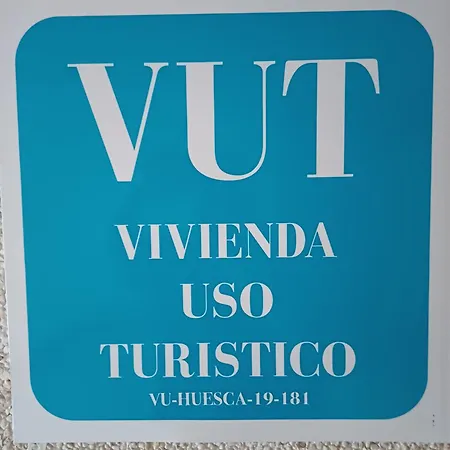 VUT
VIVIENDA
USO
TURISTICO
VU-HUESCA-19-181